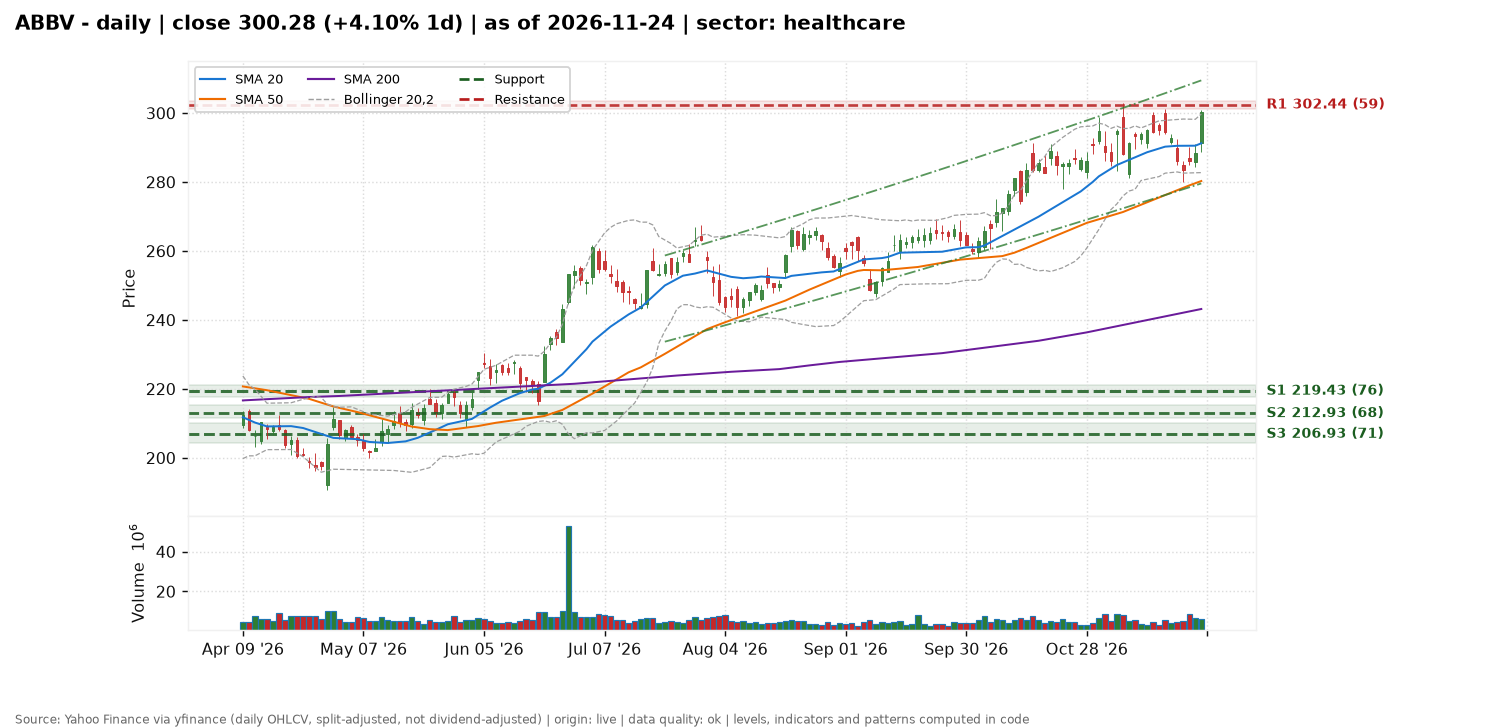 ABBV - daily | close 300.28 (+4.10% 1d) | as of 2026-11-24 | sector: healthcare
SMA 20
SMA 50
SMA 200
Bollinger 20,2
Support
Resistance
Price
300
280
260
240
220
200
R1 302.44 (59)
S1 219.43 (76)
S2 212.93 (68)
S3 206.93 (71)
Volume 10⁶
40
20
Apr 09 '26
May 07 '26
Jun 05 '26
Jul 07 '26
Aug 04 '26
Sep 01 '26
Sep 30 '26
Oct 28 '26
Source: Yahoo Finance via yfinance (daily OHLCV, split-adjusted, not dividend-adjusted) | origin: live | data quality: ok | levels, indicators and patterns computed in code